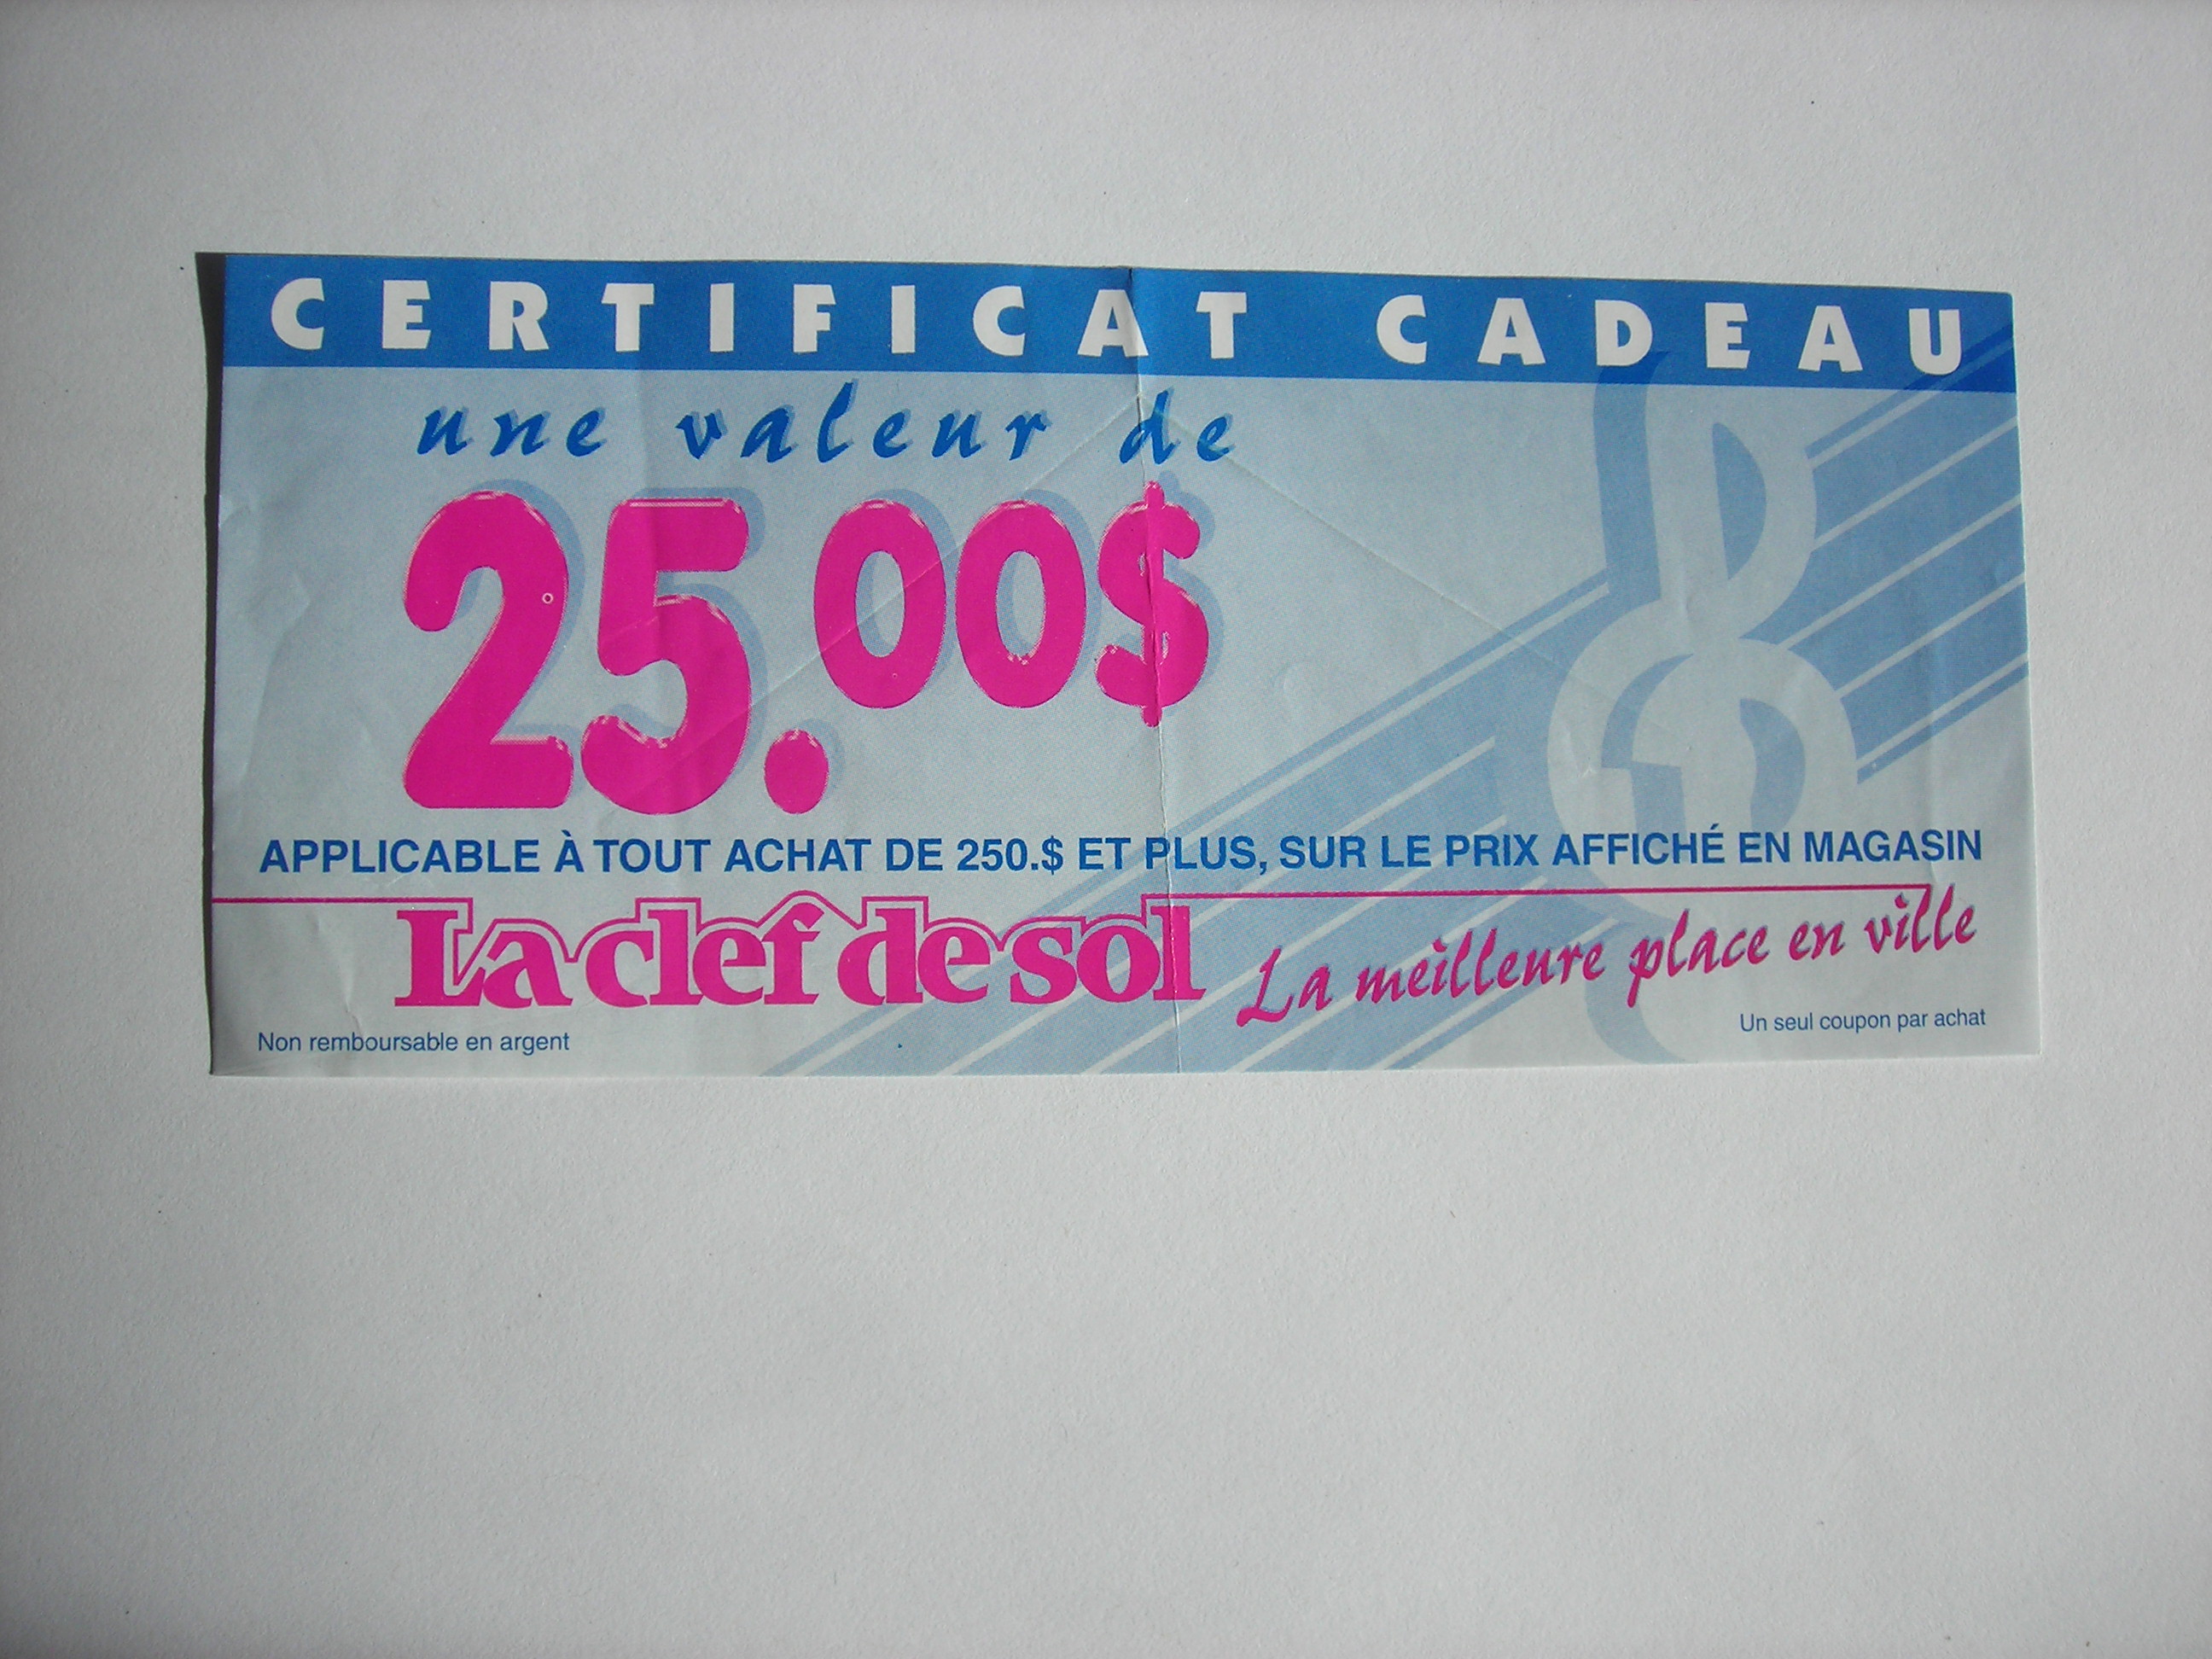 CERTIFICAT CADEAU
une valeur de
25.00$
APPLICABLE À TOUT ACHAT DE 250.$ ET PLUS, SUR LE PRIX AFFICHÉ EN MAGASIN
La clef de sol La meilleure place en ville
Non remboursable en argent
Un seul coupon par achat